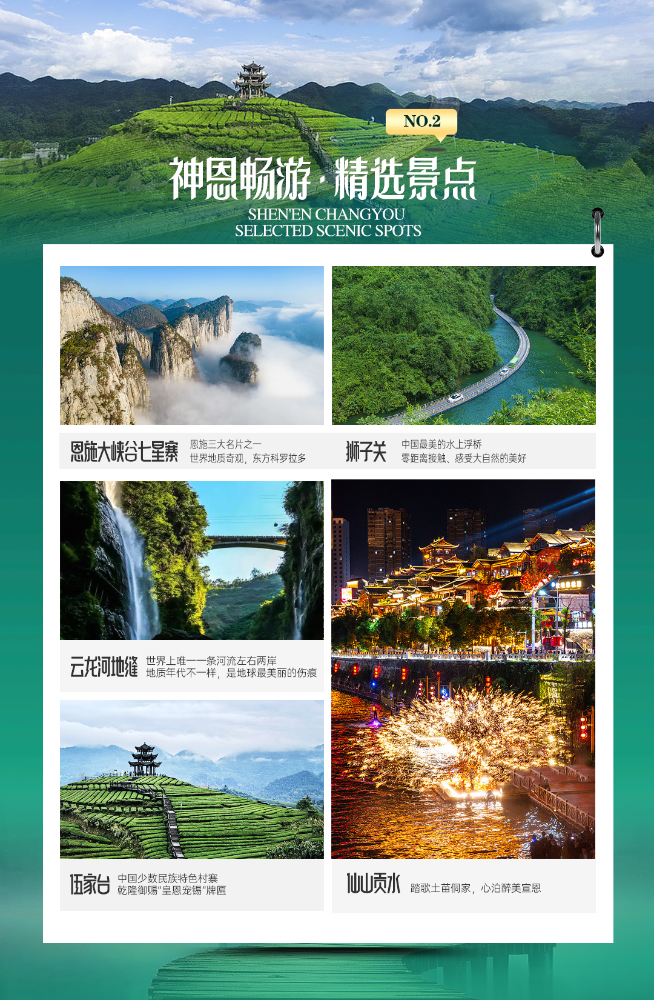 NO.2
神恩畅游·精选景点
SHEN'EN CHANGYOU
SELECTED SCENIC SPOTS
恩施大峡谷七星寨
恩施三大名片之一
世界地质奇观，东方科罗拉多
狮子关
中国最美的水上浮桥
零距离接触、感受大自然的美好
云龙河地缝
世界上唯一一条河流左右两岸
地质年代不一样，是地球最美丽的伤痕
伍家台
中国少数民族特色村寨
乾隆御赐"皇恩宠锡"牌匾
仙山贡水
踏歌土苗侗家，心泊醉美宣恩